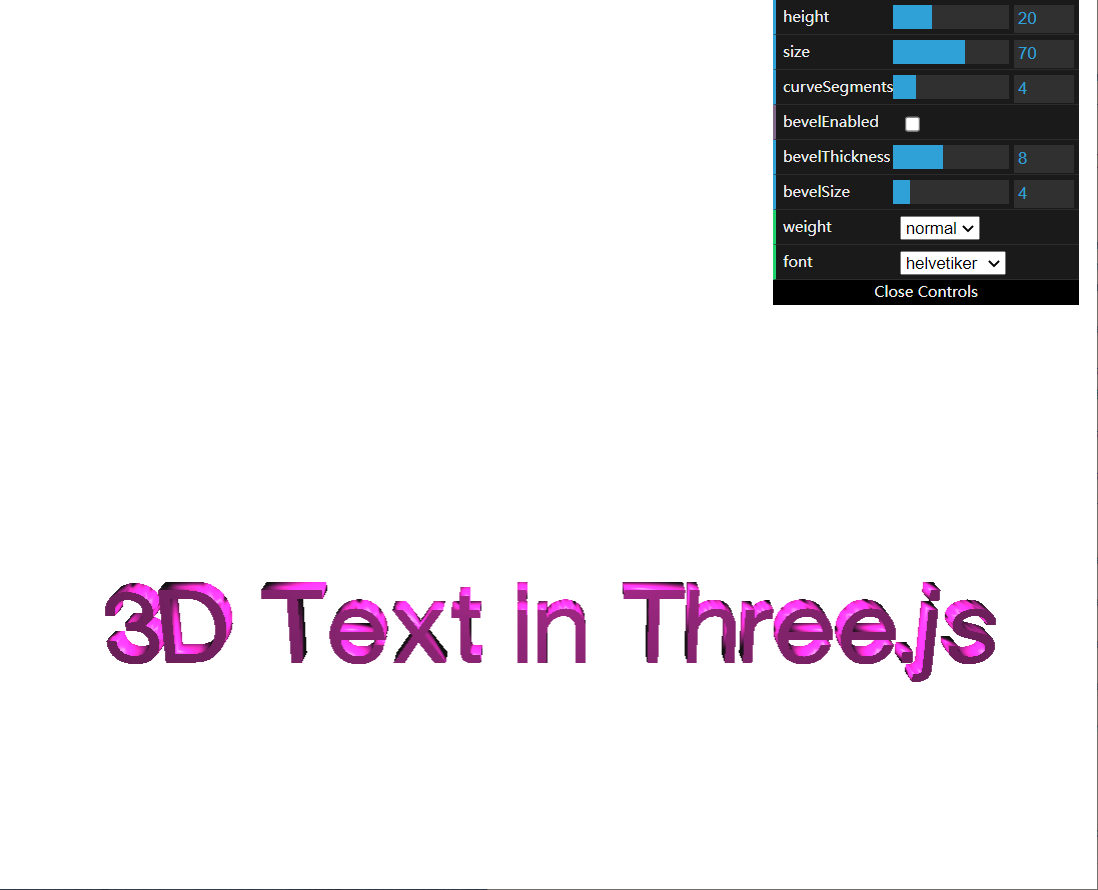 height 20
size 70
curveSegments 4
bevelEnabled
bevelThickness 8
bevelSize 4
weight normal
font helvetiker
Close Controls
3D Text in Three.js